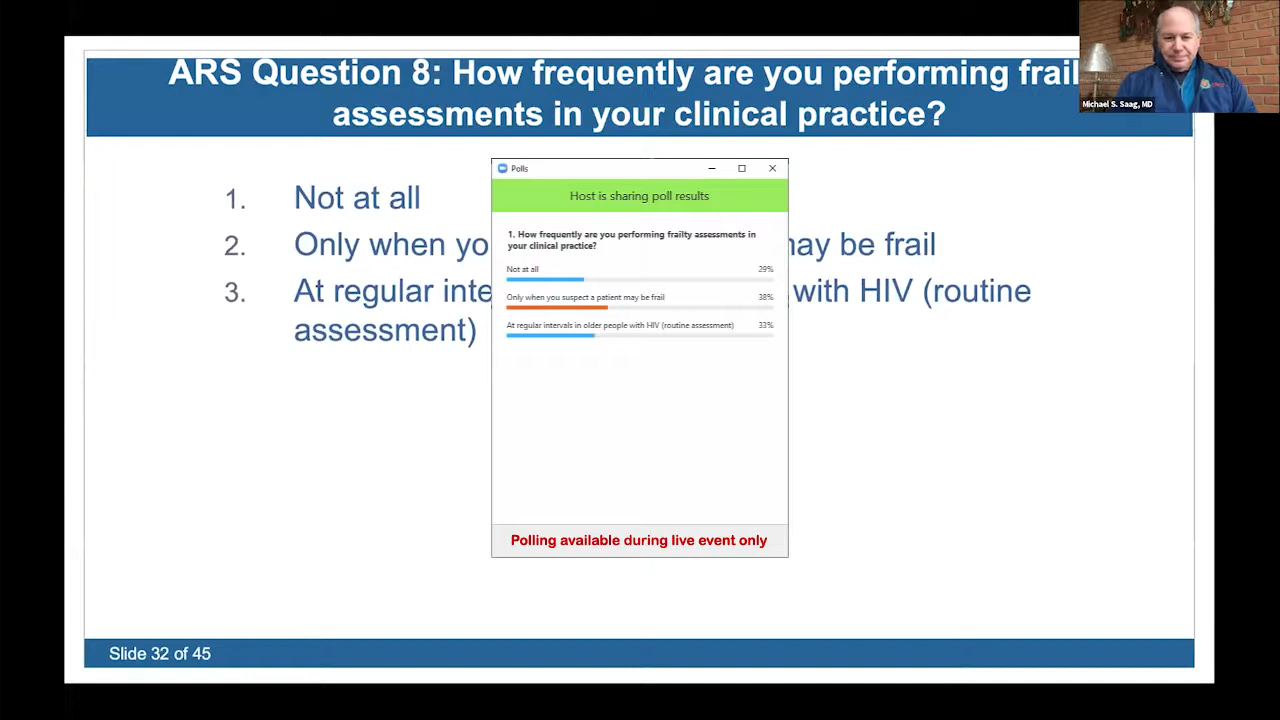 ARS Question 8: How frequently are you performing frail
assessments in your clinical practice?
Michael S. Saag, MD
1. Not at all
2. Only when yo
may be frail
3. At regular inte
with HIV (routine
assessment)
Polls
Host is sharing poll results
1. How frequently are you performing frailty assessments in
your clinical practice?
Not at all 29%
Only when you suspect a patient may be frail 38%
At regular intervals in older people with HIV (routine assessment) 33%
Polling available during live event only
Slide 32 of 45